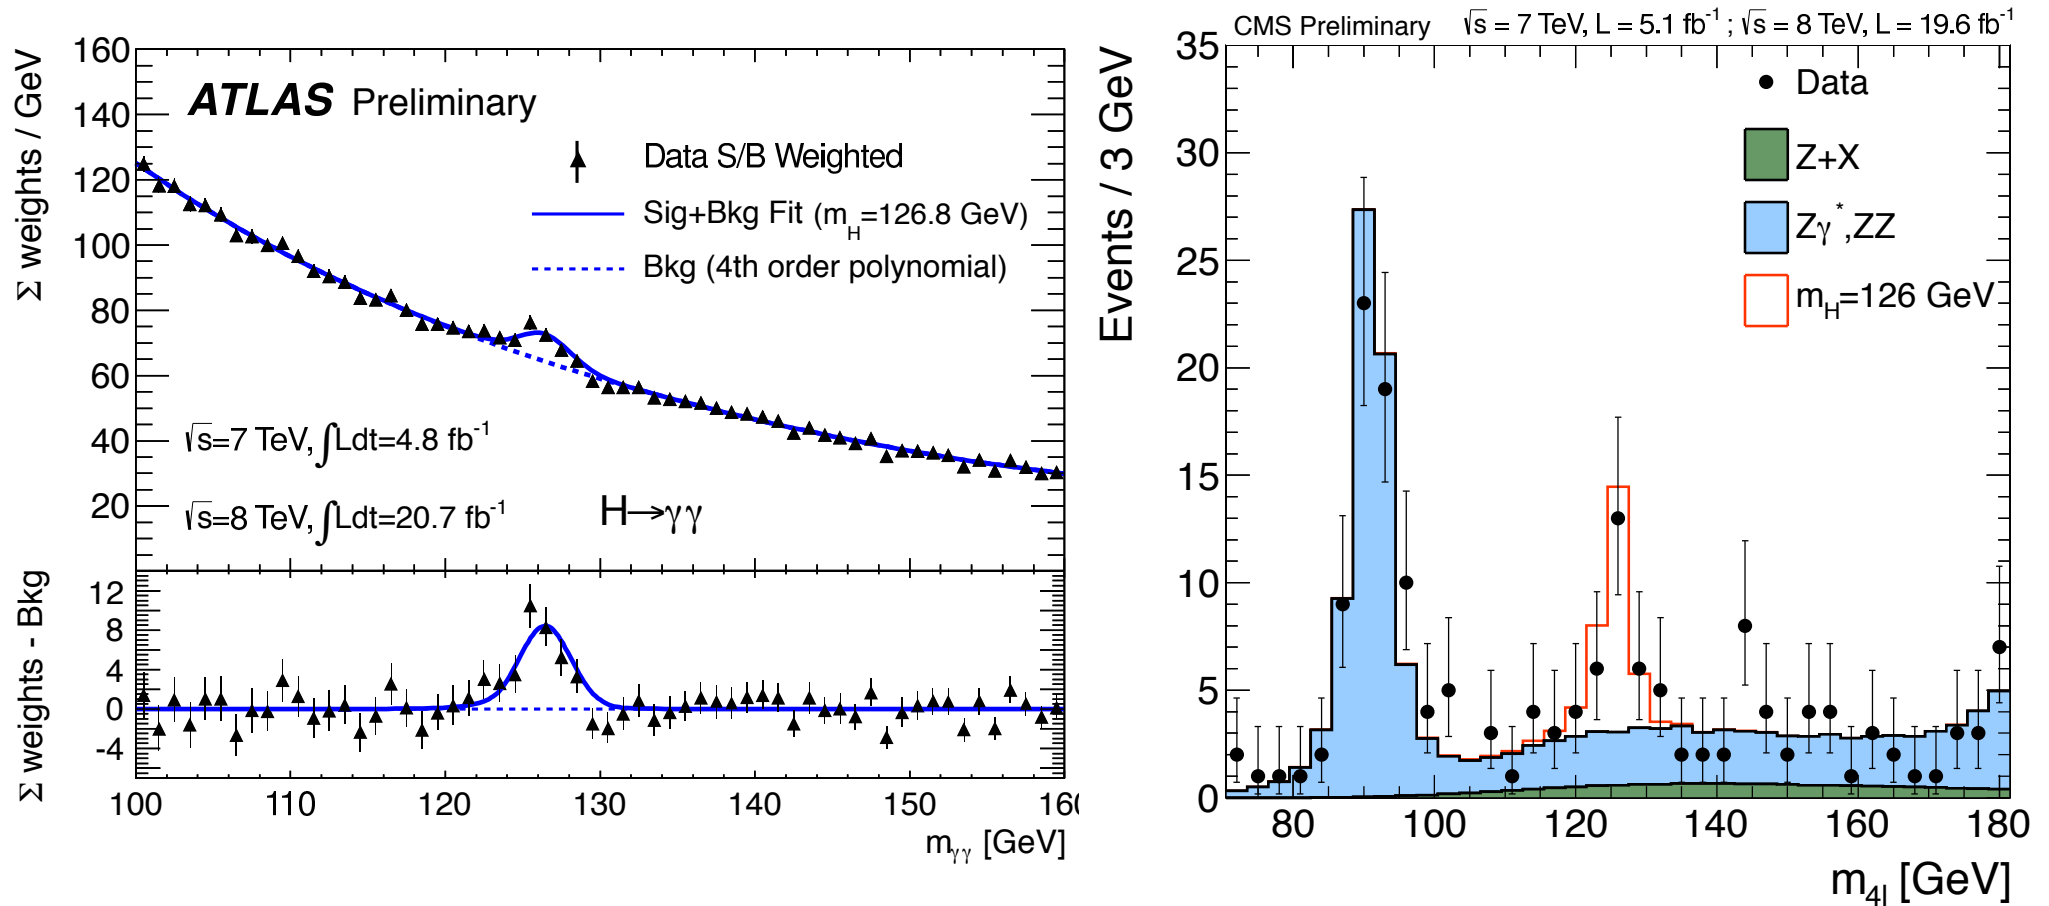 ATLAS Preliminary
Data S/B Weighted
Sig+Bkg Fit (m_H=126.8 GeV)
Bkg (4th order polynomial)
√s=7 TeV, ∫Ldt=4.8 fb⁻¹
√s=8 TeV, ∫Ldt=20.7 fb⁻¹
H→γγ
Σ weights / GeV
160
140
120
100
80
60
40
20
Σ weights - Bkg
12
8
4
0
-4
100 110 120 130 140 150 160
m_γγ [GeV]
CMS Preliminary √s = 7 TeV, L = 5.1 fb⁻¹ ; √s = 8 TeV, L = 19.6 fb⁻¹
Events / 3 GeV
35
30
25
20
15
10
5
0
Data
Z+X
Zγ*,ZZ
m_H=126 GeV
80 100 120 140 160 180
m_4l [GeV]